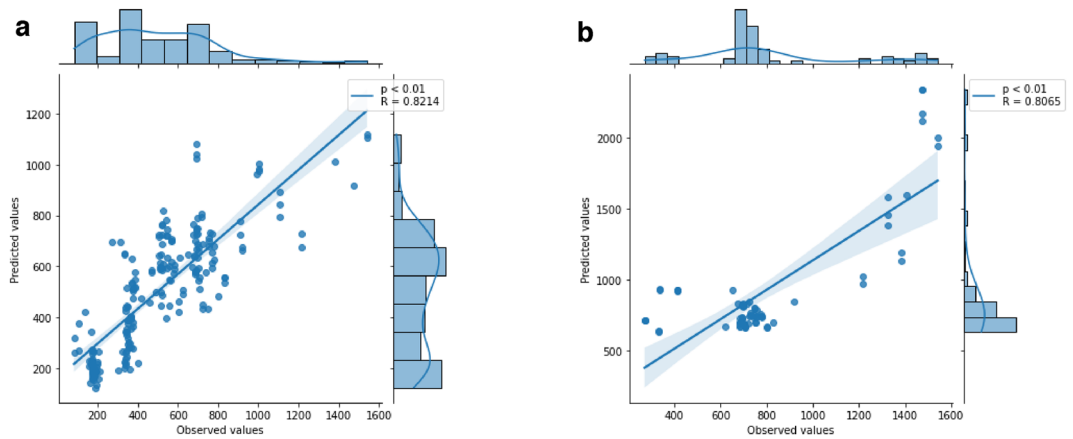 a
p < 0.01
R = 0.8214
1200
1000
800
600
400
200
Predicted values
200 400 600 800 1000 1200 1400 1600
Observed values
b
p < 0.01
R = 0.8065
2000
1500
1000
500
Predicted values
400 600 800 1000 1200 1400 1600
Observed values